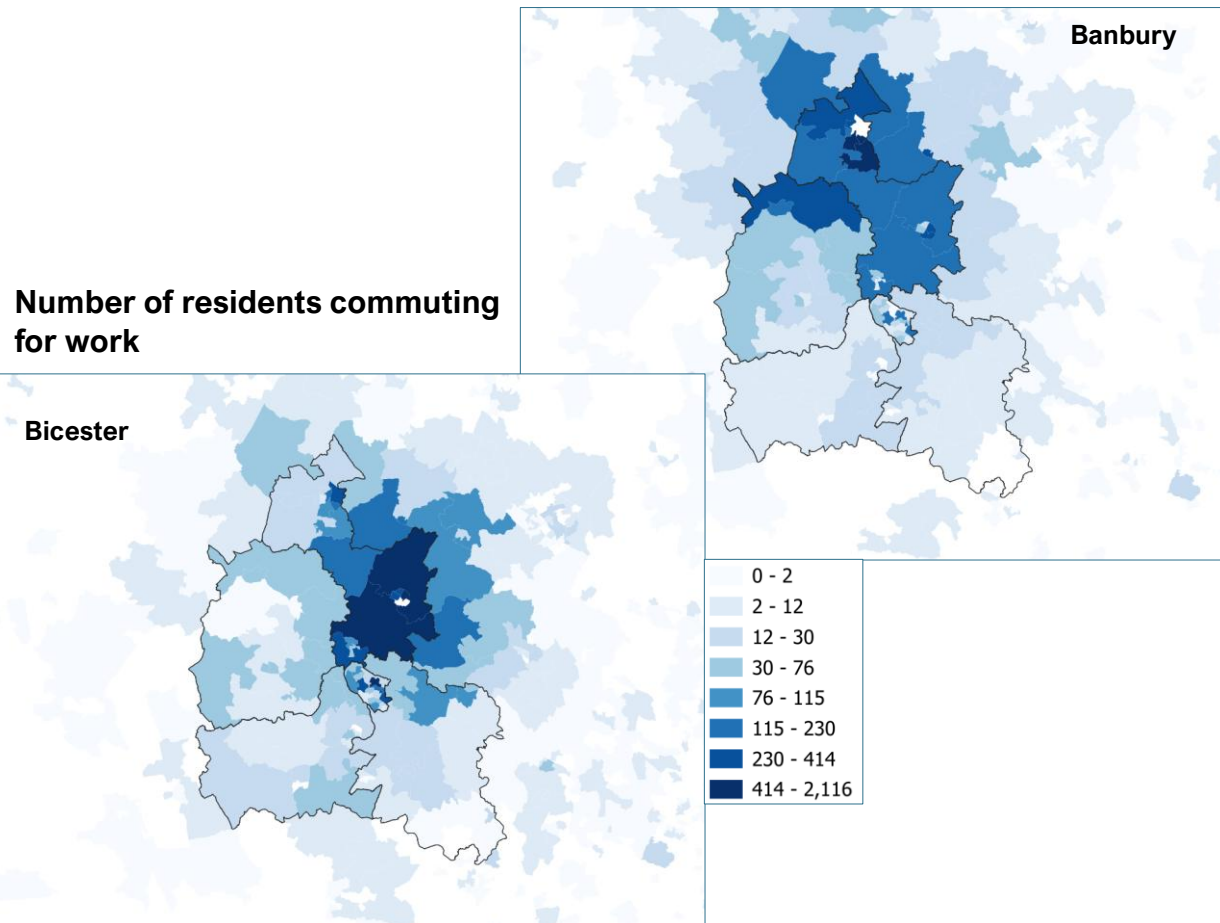 Banbury
Number of residents commuting
for work
Bicester
0 - 2
2 - 12
12 - 30
30 - 76
76 - 115
115 - 230
230 - 414
414 - 2,116